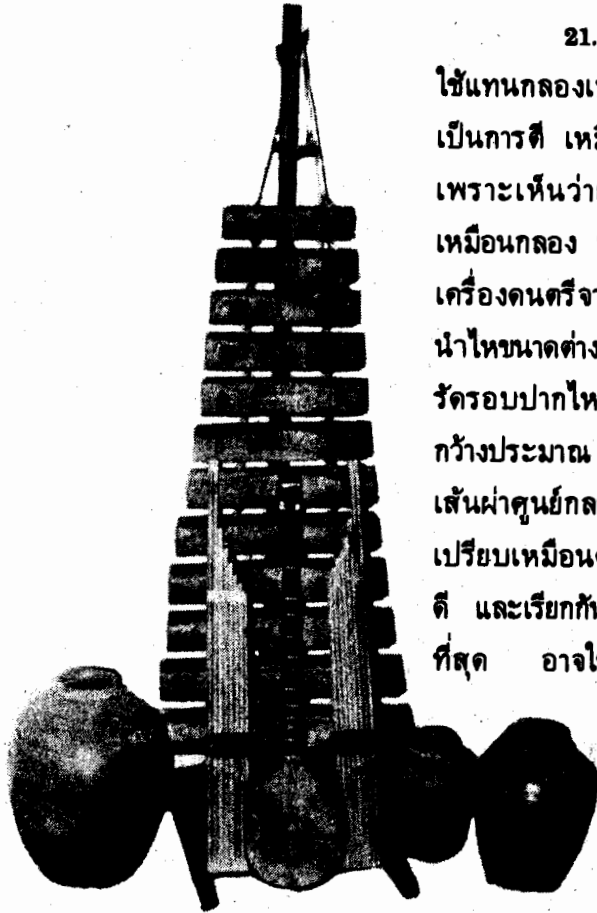 21.
ใช้แทนกลองเ
เป็นการตี เหมื
เพราะเห็นว่า
เหมือนกลอง
เครื่องดนตรีจา
นำไหขนาดต่าง
รัดรอบปากไห
กว้างประมาณ
เส้นผ่าศูนย์กล
เปรียบเหมือน
ดี และเรียกกั
ที่สุด อาจใ